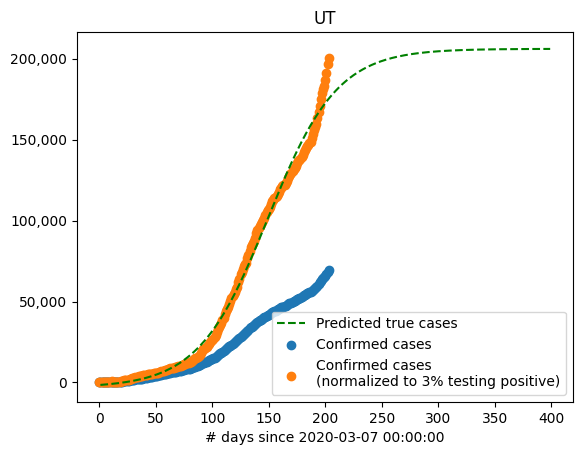 UT
200,000
150,000
100,000
50,000
0
Predicted true cases
Confirmed cases
Confirmed cases
(normalized to 3% testing positive)
0 50 100 150 200 250 300 350 400
# days since 2020-03-07 00:00:00